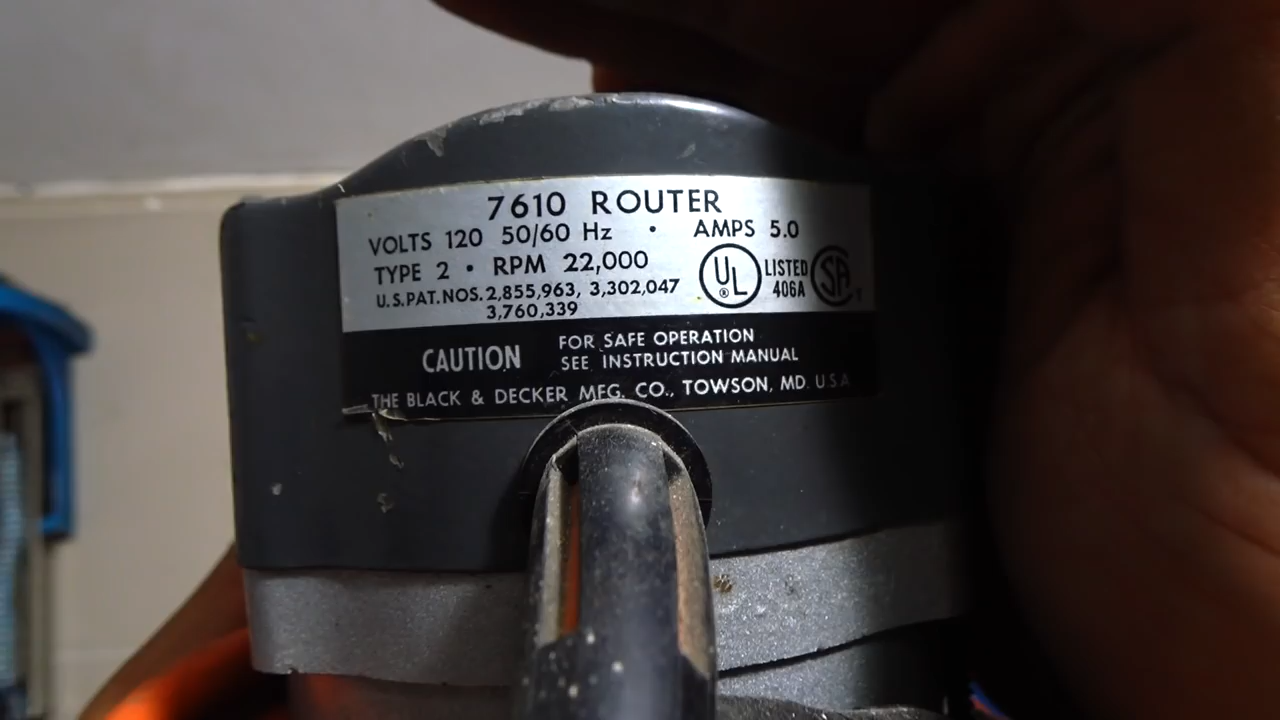 7610 ROUTER
VOLTS 120 50/60 Hz • AMPS 5.0
TYPE 2 • RPM 22,000
U.S.PAT.NOS. 2,855,963, 3,302,047
3,760,339
UL ® LISTED 406A SA
CAUTION FOR SAFE OPERATION
SEE INSTRUCTION MANUAL
THE BLACK & DECKER MFG. CO., TOWSON, MD. U.S.A